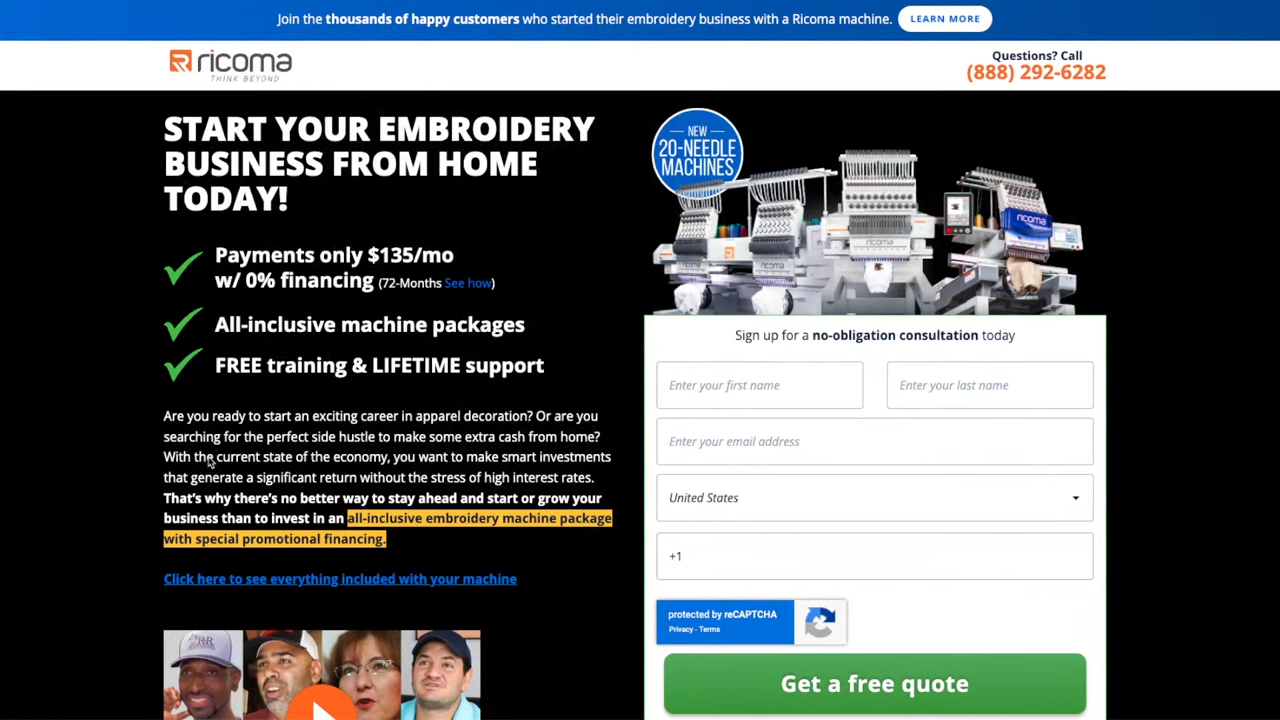 Join the thousands of happy customers who started their embroidery business with a Ricoma machine. LEARN MORE
ricoma
THINK BEYOND
Questions? Call
(888) 292-6282
START YOUR EMBROIDERY
BUSINESS FROM HOME
TODAY!
Payments only $135/mo
w/ 0% financing (72-Months See how)
All-inclusive machine packages
FREE training & LIFETIME support
Are you ready to start an exciting career in apparel decoration? Or are you
searching for the perfect side hustle to make some extra cash from home?
With the current state of the economy, you want to make smart investments
that generate a significant return without the stress of high interest rates.
That's why there's no better way to stay ahead and start or grow your
business than to invest in an all-inclusive embroidery machine package
with special promotional financing.
Click here to see everything included with your machine
NEW
20-NEEDLE
MACHINES
ricoma
ricoma
ricoma
Sign up for a no-obligation consultation today
Enter your first name
Enter your last name
Enter your email address
United States
+1
protected by reCAPTCHA
Privacy - Terms
Get a free quote